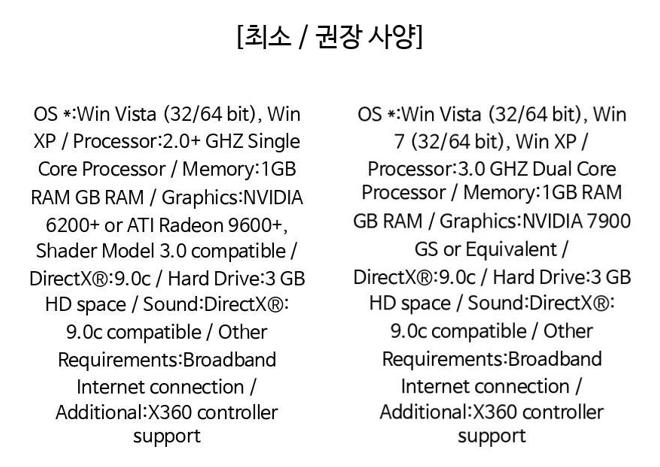 [최소 / 권장 사양]
OS *:Win Vista (32/64 bit), Win
XP / Processor:2.0+ GHZ Single
Core Processor / Memory:1GB
RAM GB RAM / Graphics:NVIDIA
6200+ or ATI Radeon 9600+,
Shader Model 3.0 compatible /
DirectX®:9.0c / Hard Drive:3 GB
HD space / Sound:DirectX®:
9.0c compatible / Other
Requirements:Broadband
Internet connection /
Additional:X360 controller
support
OS *:Win Vista (32/64 bit), Win
7 (32/64 bit), Win XP /
Processor:3.0 GHZ Dual Core
Processor / Memory:1GB RAM
GB RAM / Graphics:NVIDIA 7900
GS or Equivalent /
DirectX®:9.0c / Hard Drive:3 GB
HD space / Sound:DirectX®:
9.0c compatible / Other
Requirements:Broadband
Internet connection /
Additional:X360 controller
support